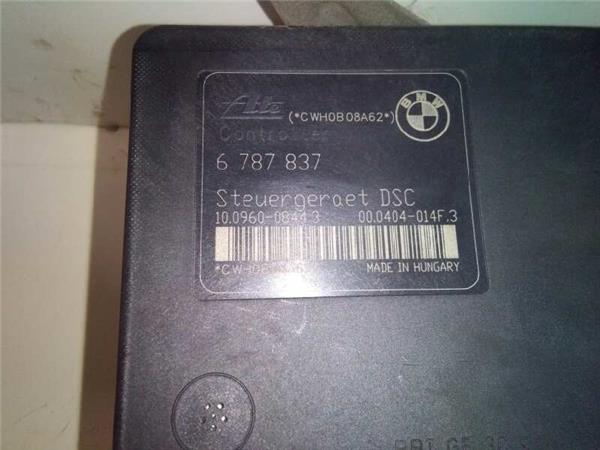 Ate
(*CWH0B08A62*)
BMW
Controller
6 787 837
Steuergeraet DSC
10.0960-0844.3 00.0404-014F.3
MADE IN HUNGARY